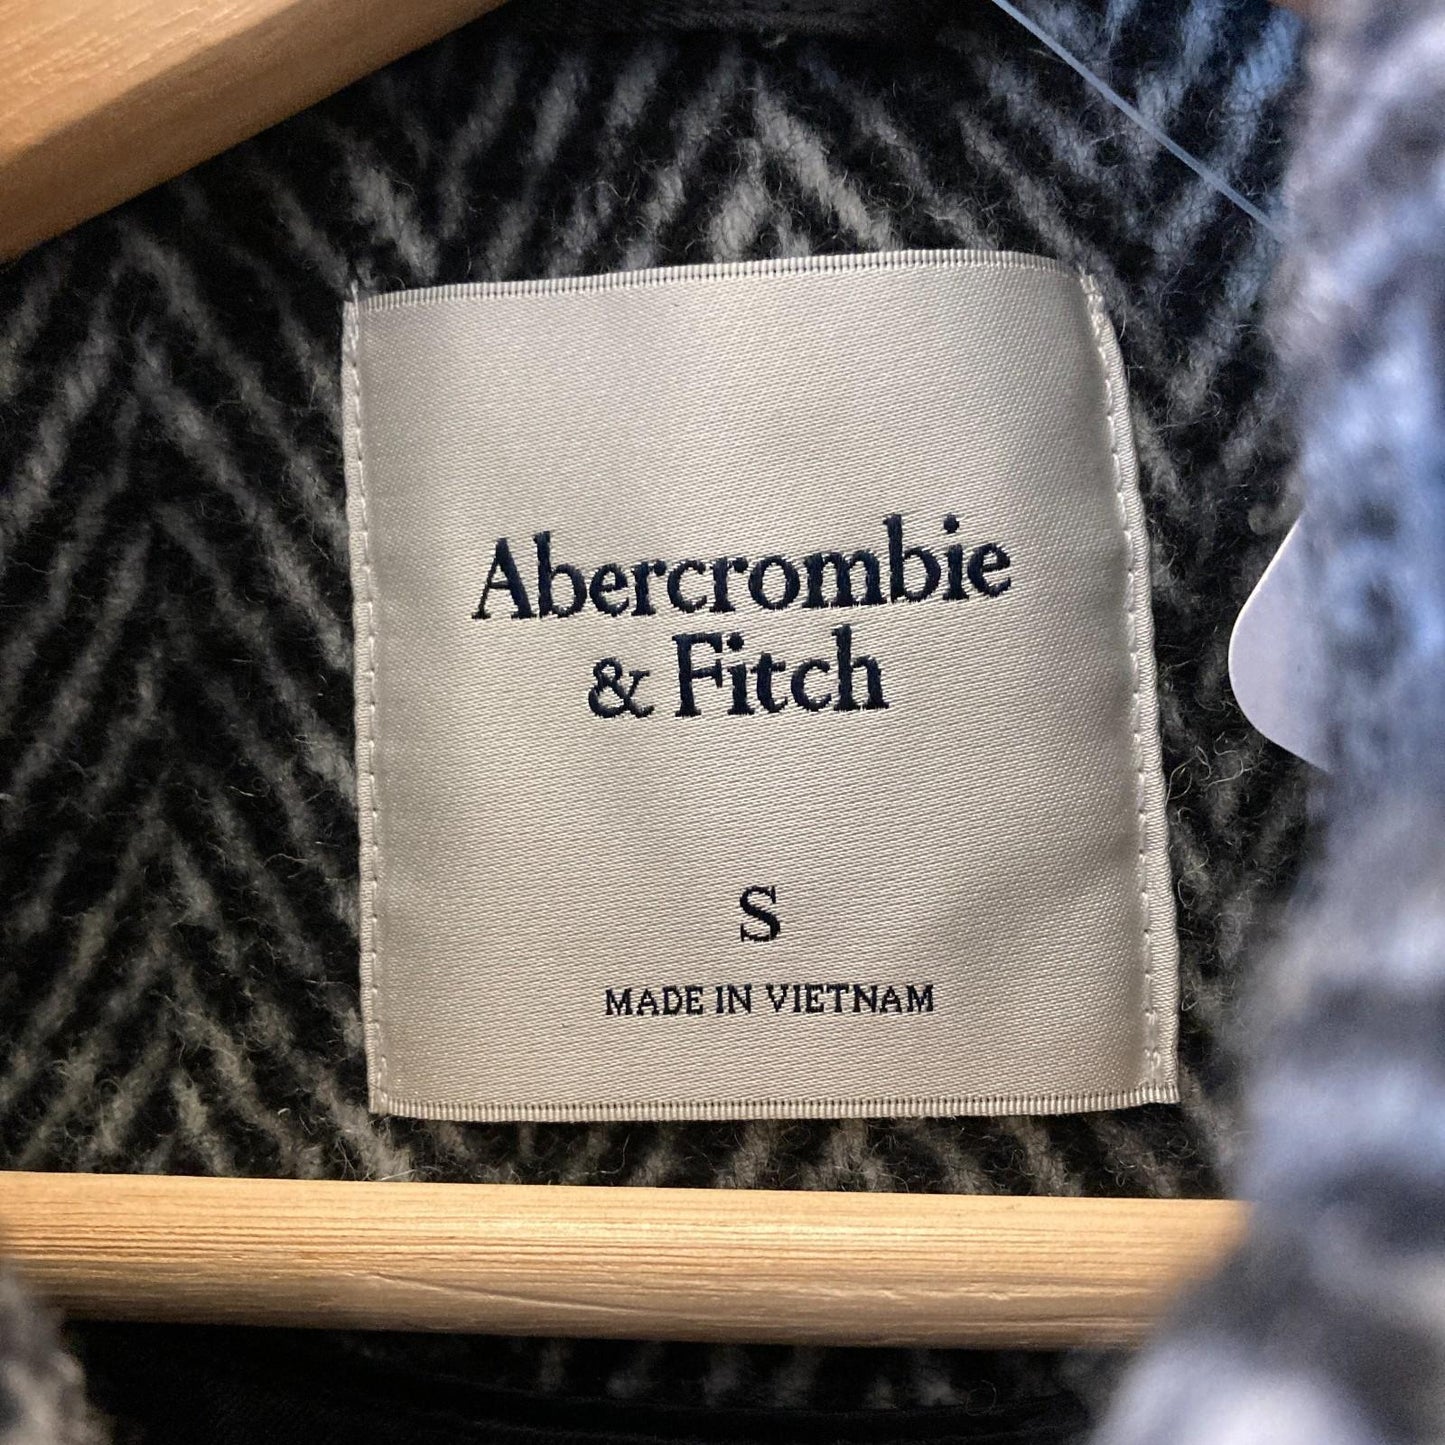 Abercrombie
& Fitch
S
MADE IN VIETNAM